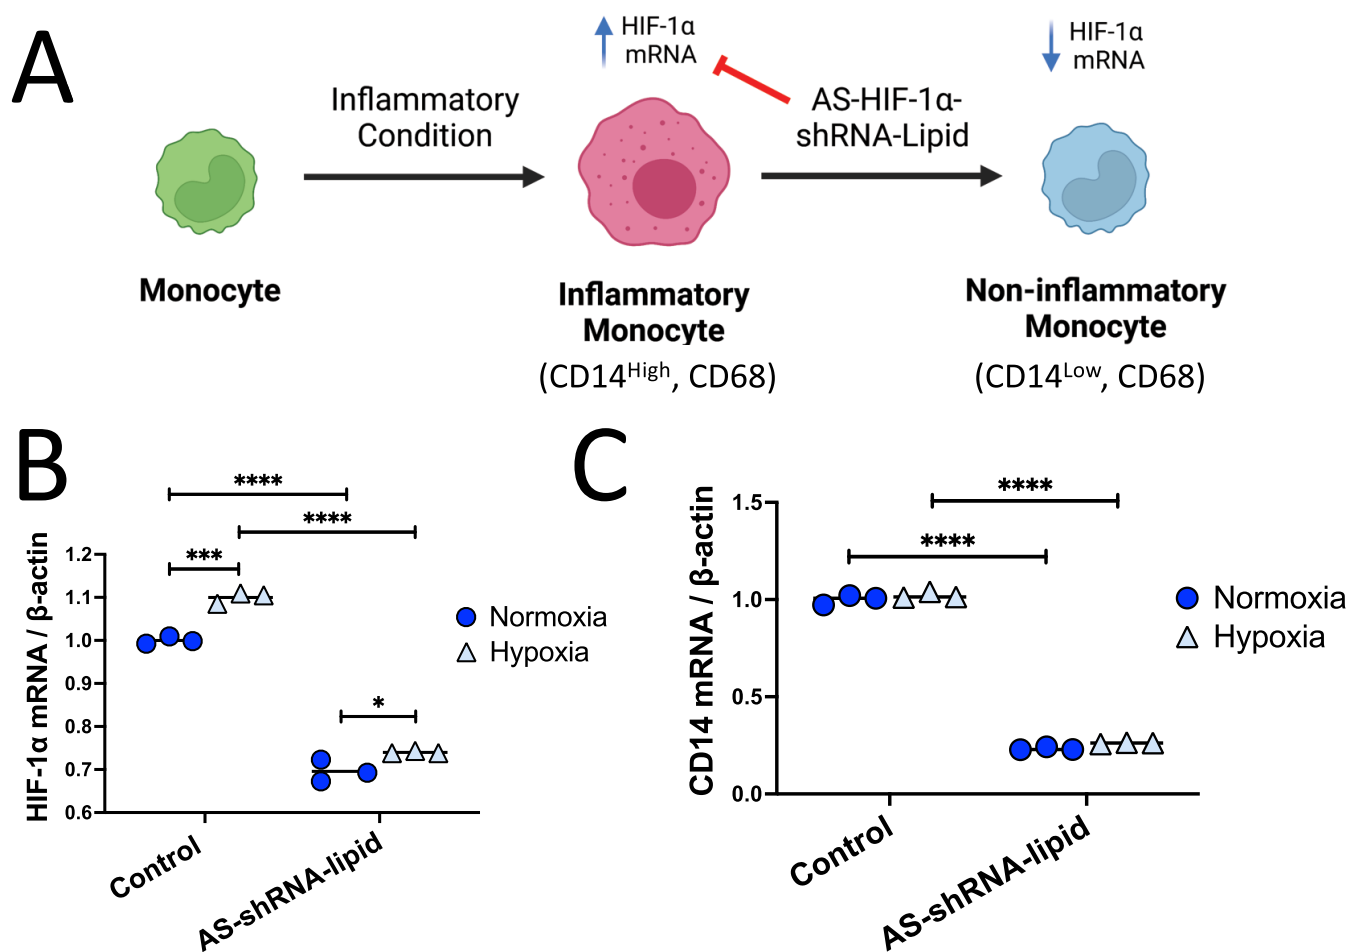 A
Inflammatory
Condition
HIF-1α
mRNA
AS-HIF-1α-
shRNA-Lipid
HIF-1α
mRNA
Monocyte
Inflammatory
Monocyte
(CD14High, CD68)
Non-inflammatory
Monocyte
(CD14Low, CD68)
B
****
****
***
*
HIF-1α mRNA / β-actin
1.2
1.1
1.0
0.9
0.8
0.7
0.6
Control
AS-shRNA-lipid
Normoxia
Hypoxia
C
****
****
CD14 mRNA / β-actin
1.5
1.0
0.5
0.0
Control
AS-shRNA-lipid
Normoxia
Hypoxia